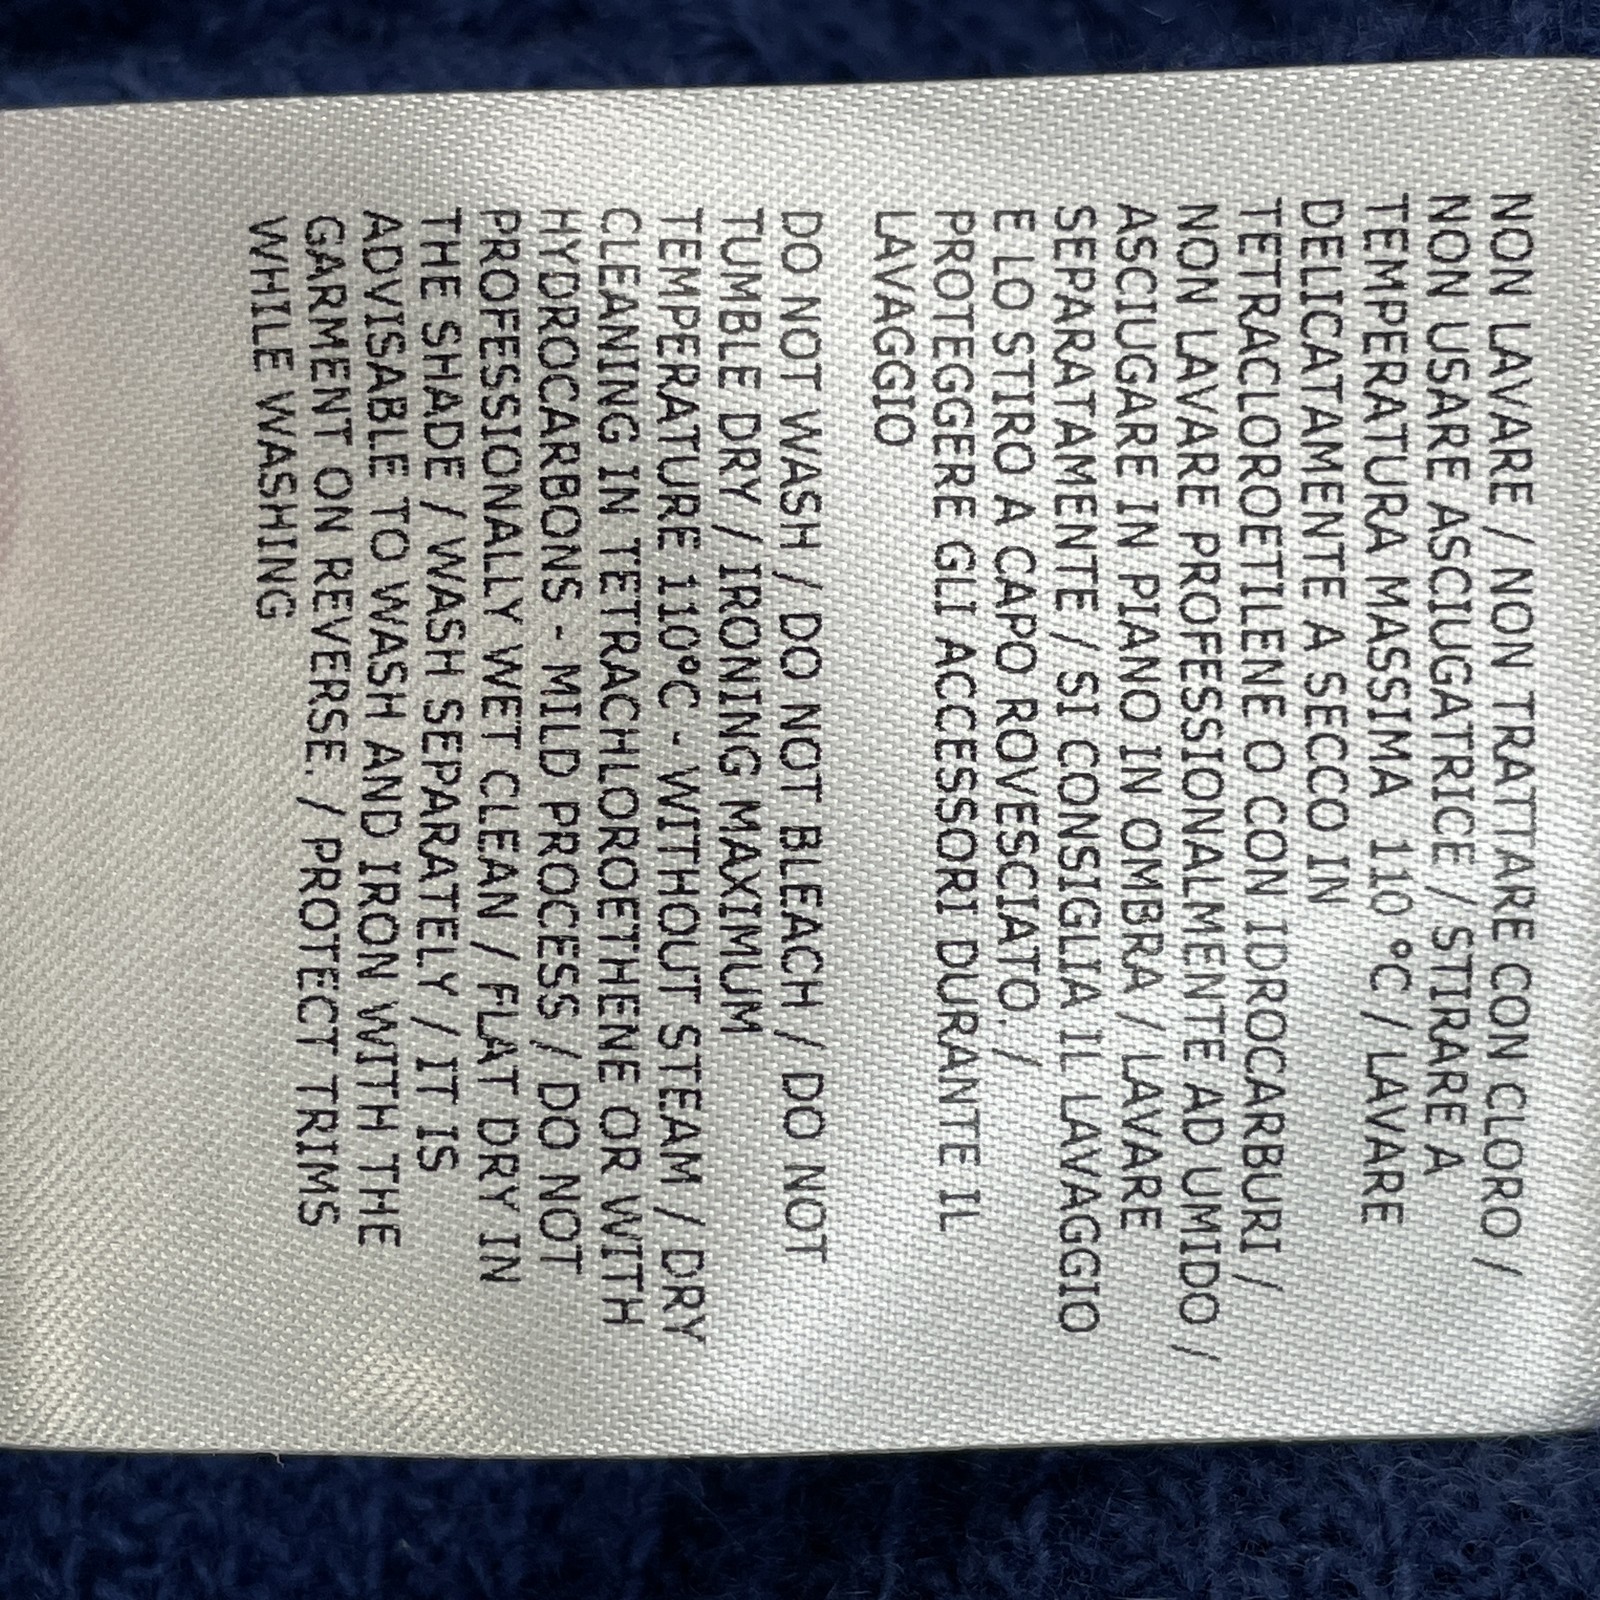 NON LAVARE / NON TRATTARE CON CLORO /
NON USARE ASCIUGATRICE / STIRARE A
TEMPERATURA MASSIMA 110 °C / LAVARE
DELICATAMENTE A SECCO IN
TETRACLOROETILENE O CON IDROCARBURI /
NON LAVARE PROFESSIONALMENTE AD UMIDO /
ASCIUGARE IN PIANO IN OMBRA / LAVARE
SEPARATAMENTE / SI CONSIGLIA IL LAVAGGIO
E LO STIRO A CAPO ROVESCIATO. /
PROTEGGERE GLI ACCESSORI DURANTE IL
LAVAGGIO
DO NOT WASH / DO NOT BLEACH / DO NOT
TUMBLE DRY / IRONING MAXIMUM
TEMPERATURE 110°C - WITHOUT STEAM / DRY
CLEANING IN TETRACHLOROETHENE OR WITH
HYDROCARBONS - MILD PROCESS / DO NOT
PROFESSIONALLY WET CLEAN / FLAT DRY IN
THE SHADE / WASH SEPARATELY / IT IS
ADVISABLE TO WASH AND IRON WITH THE
GARMENT ON REVERSE. / PROTECT TRIMS
WHILE WASHING